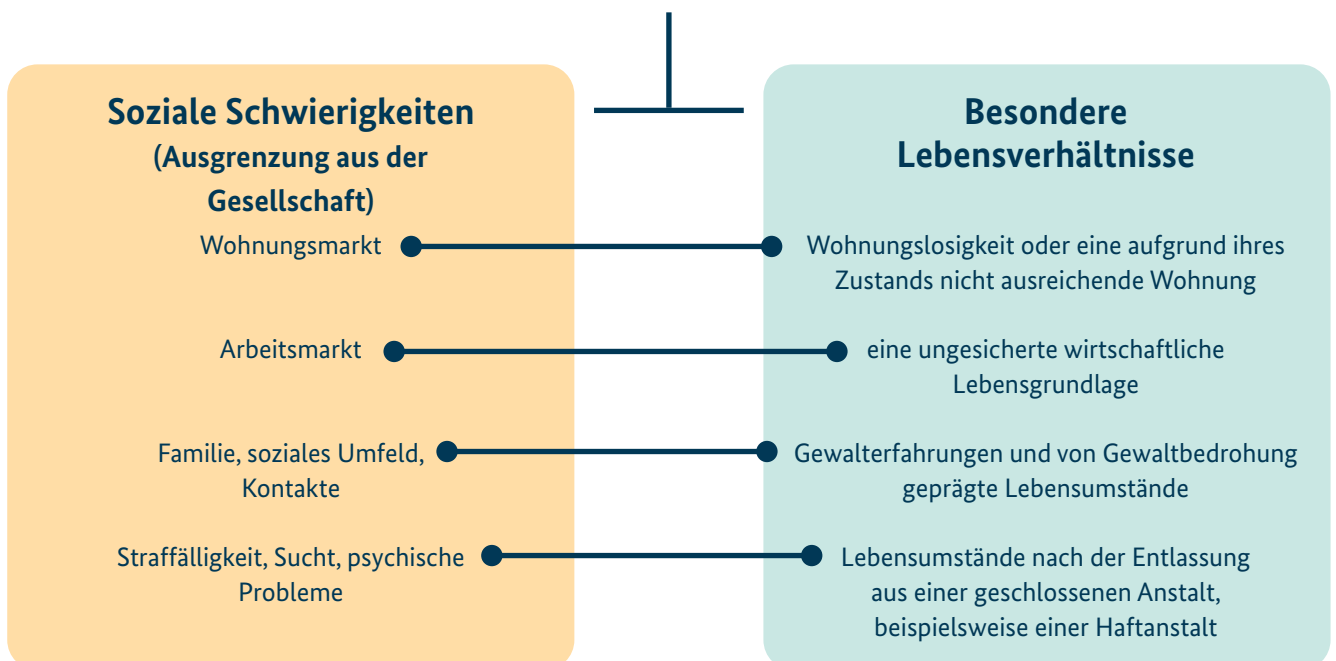 Soziale Schwierigkeiten
(Ausgrenzung aus der
Gesellschaft)
Besondere
Lebensverhältnisse
Wohnungsmarkt
Wohnungslosigkeit oder eine aufgrund ihres
Zustands nicht ausreichende Wohnung
Arbeitsmarkt
eine ungesicherte wirtschaftliche
Lebensgrundlage
Familie, soziales Umfeld,
Kontakte
Gewalterfahrungen und von Gewaltbedrohung
geprägte Lebensumstände
Straffälligkeit, Sucht, psychische
Probleme
Lebensumstände nach der Entlassung
aus einer geschlossenen Anstalt,
beispielsweise einer Haftanstalt